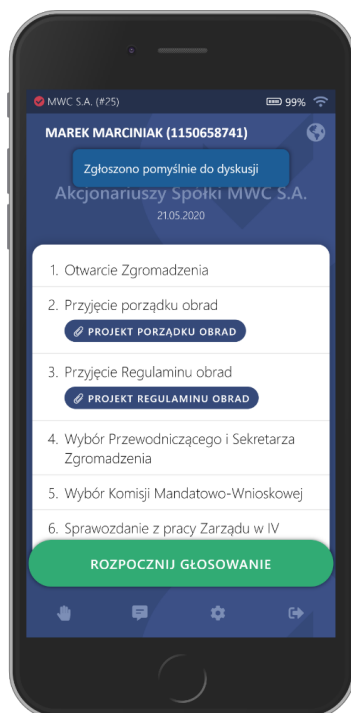 MWC S.A. (#25) 99%
MAREK MARCINIAK (1150658741)
Zgłoszono pomyślnie do dyskusji
Akcjonariuszy Spółki MWC S.A.
21.05.2020
1. Otwarcie Zgromadzenia
2. Przyjęcie porządku obrad
PROJEKT PORZĄDKU OBRAD
3. Przyjęcie Regulaminu obrad
PROJEKT REGULAMINU OBRAD
4. Wybór Przewodniczącego i Sekretarza
Zgromadzenia
5. Wybór Komisji Mandatowo-Wnioskowej
6. Sprawozdanie z pracy Zarządu w IV
ROZPOCZNIJ GŁOSOWANIE